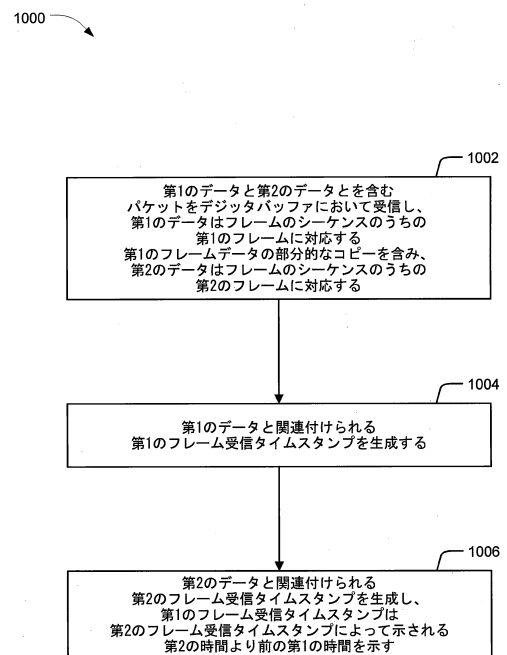 1000
1002
第1のデータと第2のデータとを含む
パケットをデジッタバッファにおいて受信し、
第1のデータはフレームのシーケンスのうちの
第1のフレームに対応する
第1のフレームデータの部分的なコピーを含み、
第2のデータはフレームのシーケンスのうちの
第2のフレームに対応する
1004
第1のデータと関連付けられる
第1のフレーム受信タイムスタンプを生成する
1006
第2のデータと関連付けられる
第2のフレーム受信タイムスタンプを生成し、
第1のフレーム受信タイムスタンプは
第2のフレーム受信タイムスタンプによって示される
第2の時間より前の第1の時間を示す